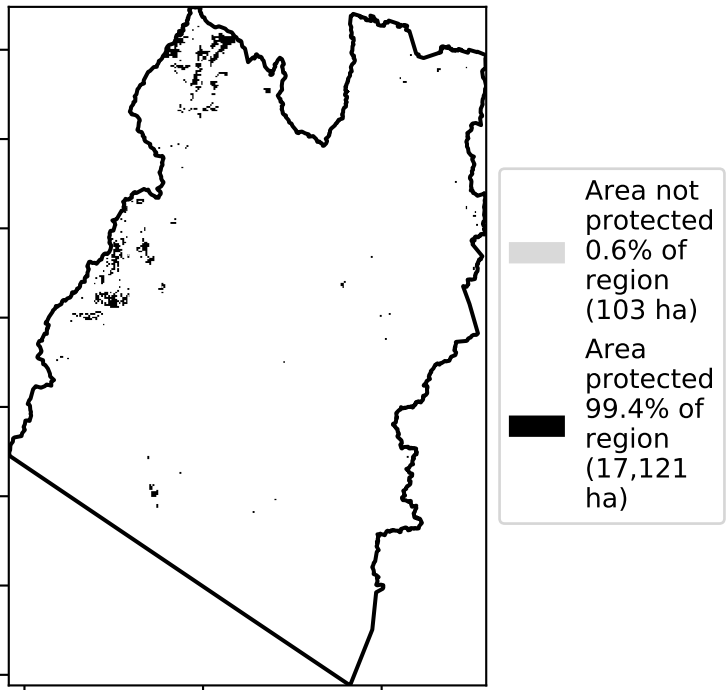 Area not
protected
0.6% of
region
(103 ha)
Area
protected
99.4% of
region
(17,121
ha)